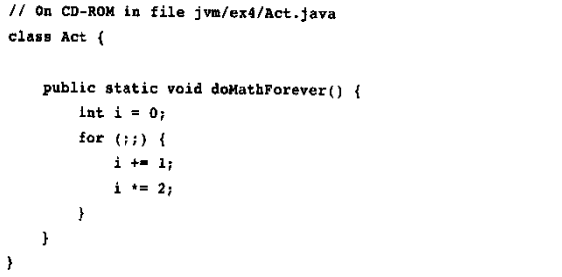 // On CD-ROM in file jvm/ex4/Act.java
class Act {
public static void doMathForever() {
int i = 0;
for (;;) {
i += 1;
i *= 2;
}
}
}